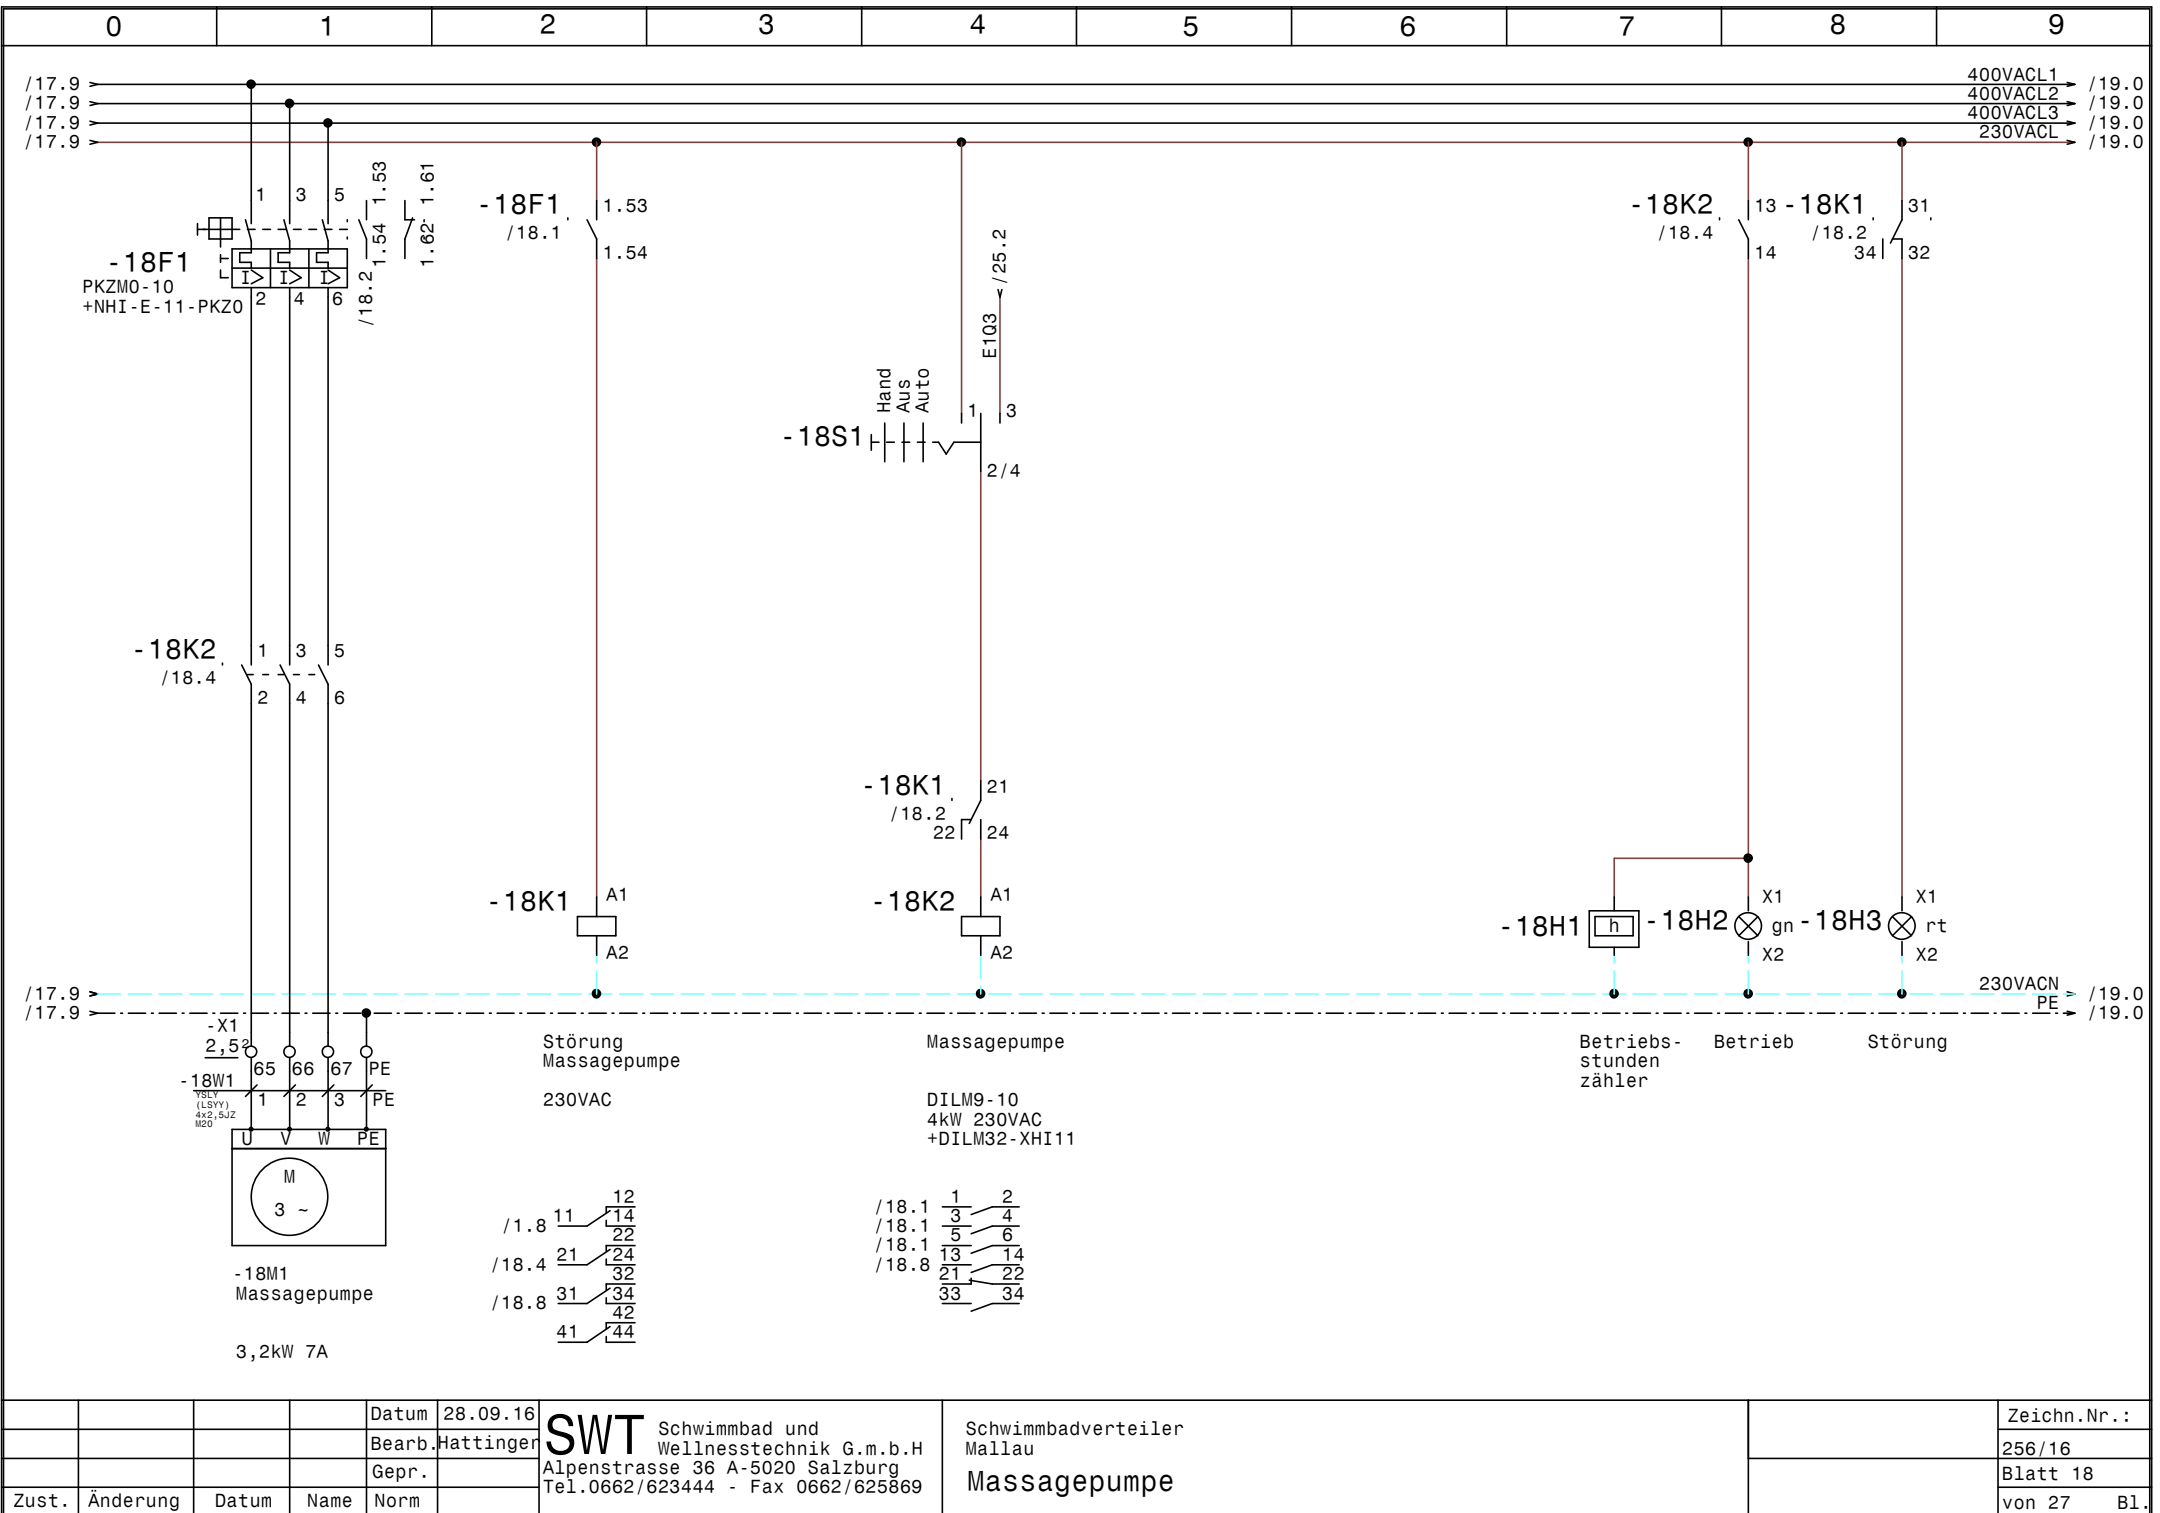 0 1 2 3 4 5 6 7 8 9
/17.9 400VACL1 /19.0
/17.9 400VACL2 /19.0
/17.9 400VACL3 /19.0
/17.9 230VACL /19.0
1 3 5 1.53 1.61
1.54 1.62
-18F1
PKZM0-10
+NHI-E-11-PKZ0
I> I> I>
2 4 6 /18.2
-18F1 1.53
/18.1
1.54
/25.2
E1Q3
Hand
Aus
Auto
1 3
-18S1
2/4
-18K2 13
/18.4
14
-18K1 31
/18.2
34 32
-18K2 1 3 5
/18.4
2 4 6
-18K1 21
/18.2
22 24
-18K1 A1
A2
-18K2 A1
A2
-18H1 h
-18H2 X1
gn
X2
-18H3 X1
rt
X2
/17.9 230VACN /19.0
/17.9 PE /19.0
-X1
2,5²
65 66 67 PE
-18W1
YSLY
(LSYY)
4x2,5JZ
M20
1 2 3 PE
U V W PE
M
3 ~
-18M1
Massagepumpe
3,2kW 7A
Störung
Massagepumpe
230VAC
12
/1.8 11 14
22
/18.4 21 24
32
/18.8 31 34
42
41 44
Massagepumpe
DILM9-10
4kW 230VAC
+DILM32-XHI11
/18.1 1 2
/18.1 3 4
/18.1 5 6
/18.8 13 14
21 22
33 34
Betriebs-
stunden
zähler
Betrieb
Störung
Datum 28.09.16
Bearb. Hattinger
Gepr.
Zust. Änderung Datum Name Norm
SWT Schwimmbad und
Wellnesstechnik G.m.b.H
Alpenstrasse 36 A-5020 Salzburg
Tel.0662/623444 - Fax 0662/625869
Schwimmbadverteiler
Mallau
Massagepumpe
Zeichn.Nr.:
256/16
Blatt 18
von 27 Bl.